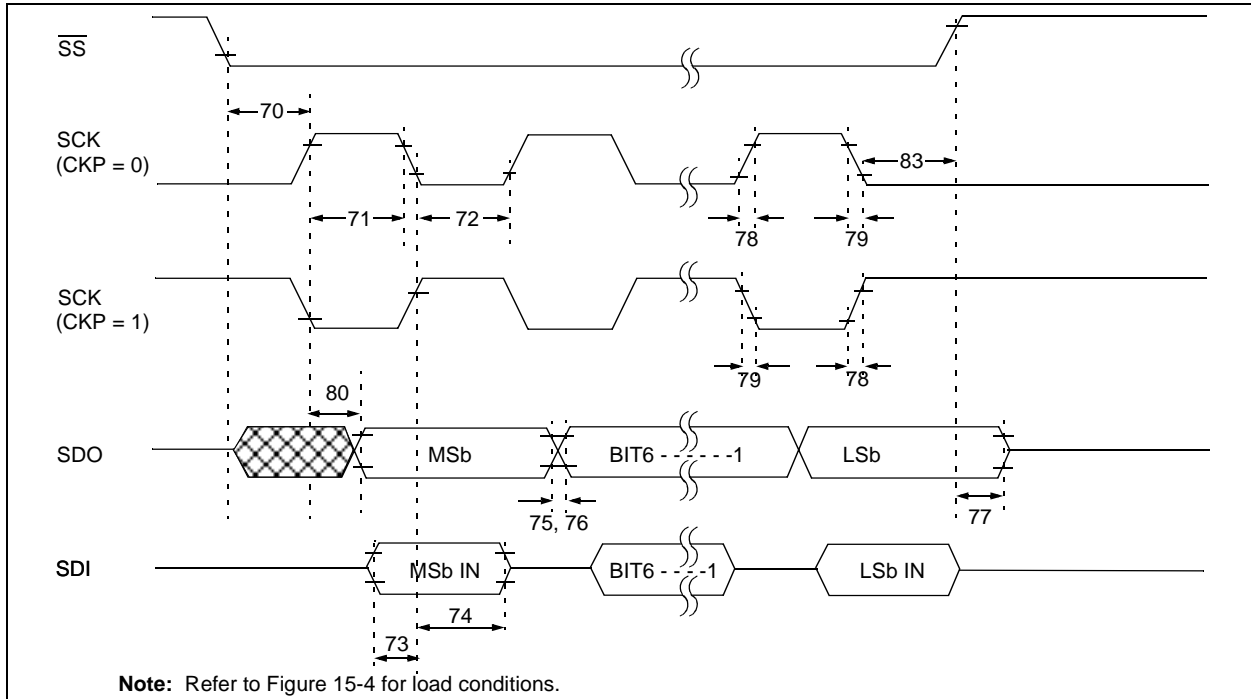 SS
70
SCK
(CKP = 0)
83
71
72
78
79
SCK
(CKP = 1)
79
78
80
SDO
MSb
BIT6 - - - - - -1
LSb
75, 76
77
SDI
MSb IN
BIT6 - - - -1
LSb IN
74
73
Note: Refer to Figure 15-4 for load conditions.